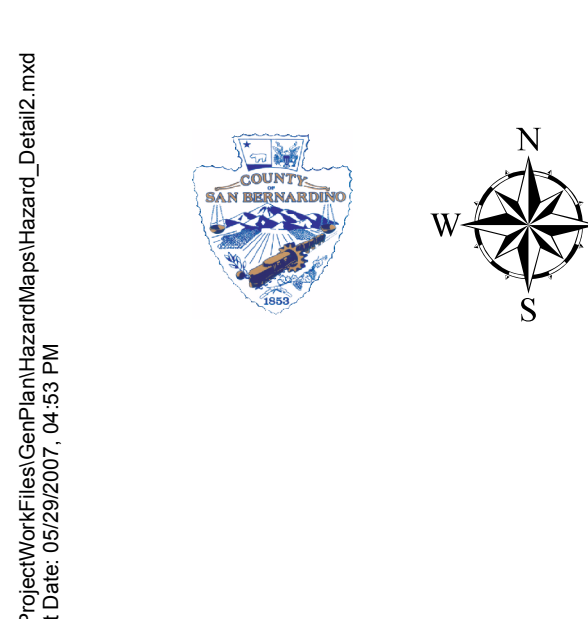 ProjectWorkFiles\GenPlan\HazardMaps\Hazard_Detail2.mxd
t Date: 05/29/2007, 04:53 PM
COUNTY
OF
SAN BERNARDINO
1853
N
W
S